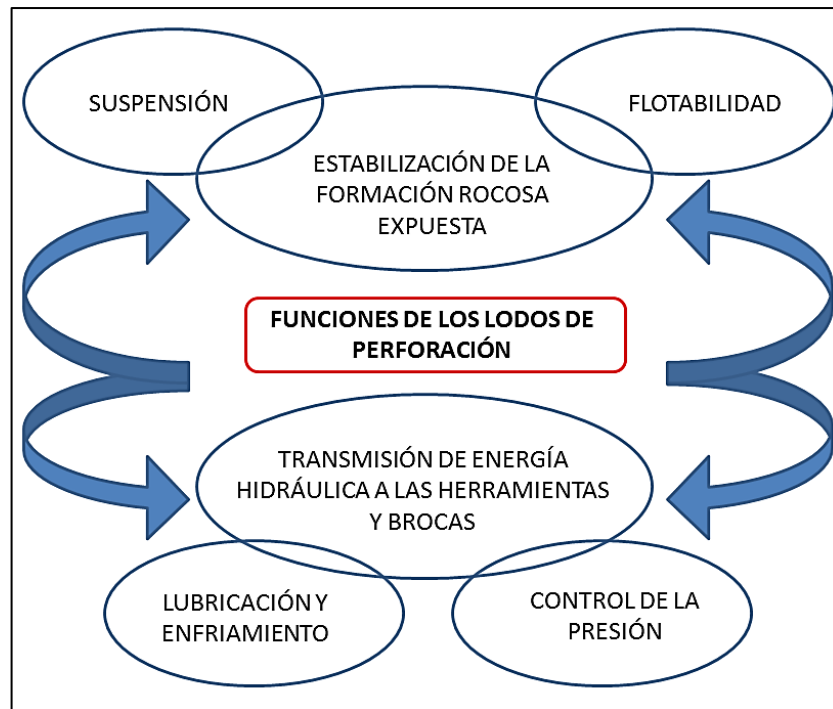 SUSPENSIÓN
FLOTABILIDAD
ESTABILIZACIÓN DE LA
FORMACIÓN ROCOSA
EXPUESTA
FUNCIONES DE LOS LODOS DE
PERFORACIÓN
TRANSMISIÓN DE ENERGÍA
HIDRÁULICA A LAS HERRAMIENTAS
Y BROCAS
LUBRICACIÓN Y
ENFRIAMIENTO
CONTROL DE LA
PRESIÓN